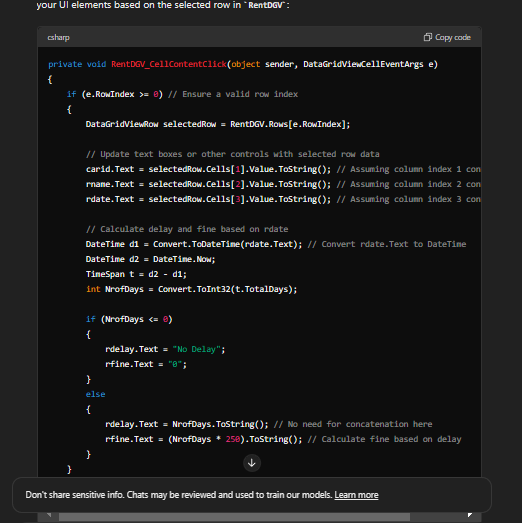 your UI elements based on the selected row in `RentDGV`:
csharp
Copy code
private void RentDGV_CellContentClick(object sender, DataGridViewCellEventArgs e)
{
if (e.RowIndex >= 0) // Ensure a valid row index
{
DataGridViewRow selectedRow = RentDGV.Rows[e.RowIndex];
// Update text boxes or other controls with selected row data
carid.Text = selectedRow.Cells[1].Value.ToString(); // Assuming column index 1 con
rname.Text = selectedRow.Cells[2].Value.ToString(); // Assuming column index 2 con
rdate.Text = selectedRow.Cells[3].Value.ToString(); // Assuming column index 3 con
// Calculate delay and fine based on rdate
DateTime d1 = Convert.ToDateTime(rdate.Text); // Convert rdate.Text to DateTime
DateTime d2 = DateTime.Now;
TimeSpan t = d2 - d1;
int NrofDays = Convert.ToInt32(t.TotalDays);
if (NrofDays <= 0)
{
rdelay.Text = "No Delay";
rfine.Text = "0";
}
else
{
rdelay.Text = NrofDays.ToString(); // No need for concatenation here
rfine.Text = (NrofDays * 250).ToString(); // Calculate fine based on delay
}
}
Don't share sensitive info. Chats may be reviewed and used to train our models. Learn more